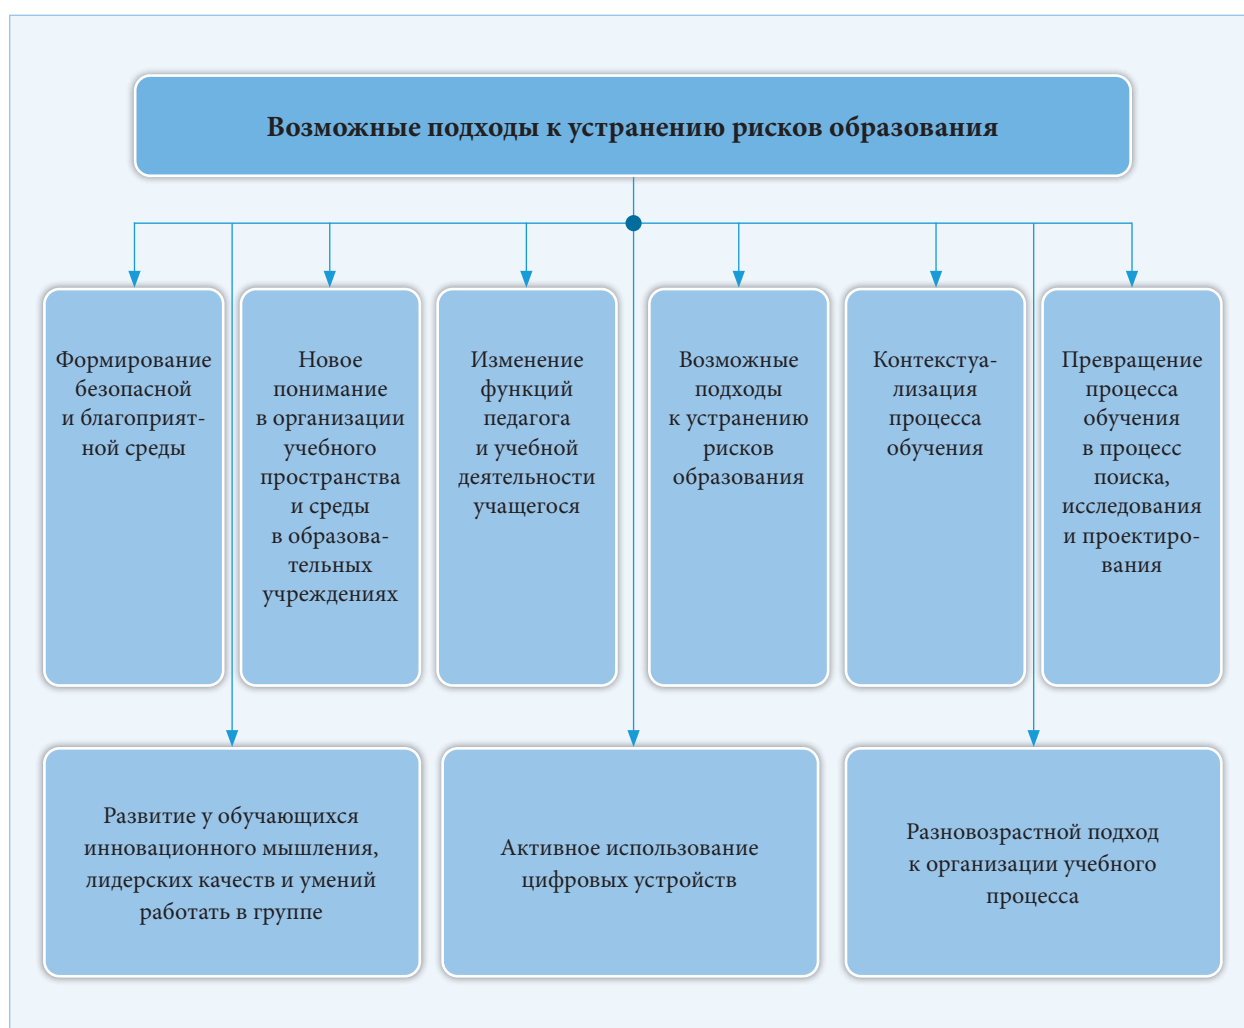 Возможные подходы к устранению рисков образования
Формирование
безопасной
и благоприят-
ной среды
Новое
понимание
в организации
учебного
пространства
и среды
в образова-
тельных
учреждениях
Изменение
функций
педагога
и учебной
деятельности
учащегося
Возможные
подходы
к устранению
рисков
образования
Контекстуа-
лизация
процесса
обучения
Превращение
процесса
обучения
в процесс
поиска,
исследования
и проектиро-
вания
Развитие у обучающихся
инновационного мышления,
лидерских качеств и умений
работать в группе
Активное использование
цифровых устройств
Разновозрастной подход
к организации учебного
процесса